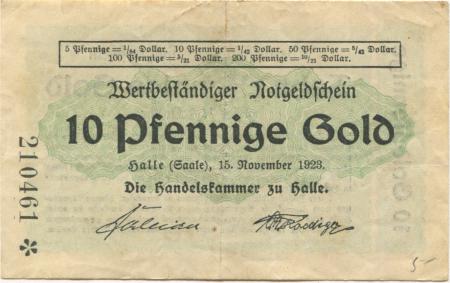 5 Pfennige = 1/84 Dollar. 10 Pfennige = 1/42 Dollar. 50 Pfennige = 5/42 Dollar.
100 Pfennige = 5/21 Dollar. 200 Pfennige = 10/21 Dollar.
Wertbeständiger Notgeldschein
10 Pfennige Gold
Halle (Saale), 15. November 1923.
Die Handelskammer zu Halle.
210461 *
5-